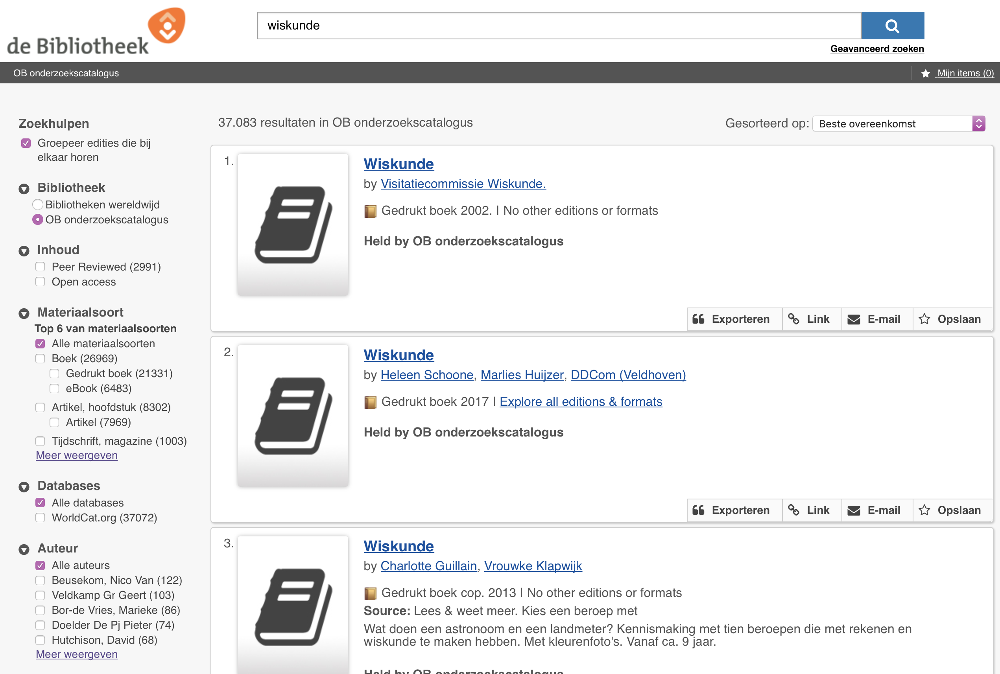 de Bibliotheek
wiskunde
Geavanceerd zoeken
OB onderzoekscatalogus
Mijn items (0)
Zoekhulpen
Groepeer edities die bij
elkaar horen
Bibliotheek
Bibliotheken wereldwijd
OB onderzoekscatalogus
Inhoud
Peer Reviewed (2991)
Open access
Materiaalsoort
Top 6 van materiaalsoorten
Alle materiaalsoorten
Boek (26969)
Gedrukt boek (21331)
eBook (6483)
Artikel, hoofdstuk (8302)
Artikel (7969)
Tijdschrift, magazine (1003)
Meer weergeven
Databases
Alle databases
WorldCat.org (37072)
Auteur
Alle auteurs
Beusekom, Nico Van (122)
Veldkamp Gr Geert (103)
Bor-de Vries, Marieke (86)
Doelder De Pj Pieter (74)
Hutchison, David (68)
Meer weergeven
37.083 resultaten in OB onderzoekscatalogus
Gesorteerd op: Beste overeenkomst
1.
Wiskunde
by Visitatiecommissie Wiskunde.
Gedrukt boek 2002. | No other editions or formats
Held by OB onderzoekscatalogus
Exporteren Link E-mail Opslaan
2.
Wiskunde
by Heleen Schoone, Marlies Huijzer, DDCom (Veldhoven)
Gedrukt boek 2017 | Explore all editions & formats
Held by OB onderzoekscatalogus
Exporteren Link E-mail Opslaan
3.
Wiskunde
by Charlotte Guillain, Vrouwke Klapwijk
Gedrukt boek cop. 2013 | No other editions or formats
Source: Lees & weet meer. Kies een beroep met
Wat doen een astronoom en een landmeter? Kennismaking met tien beroepen die met rekenen en
wiskunde te maken hebben. Met kleurenfoto's. Vanaf ca. 9 jaar.
Held by OB onderzoekscatalogus